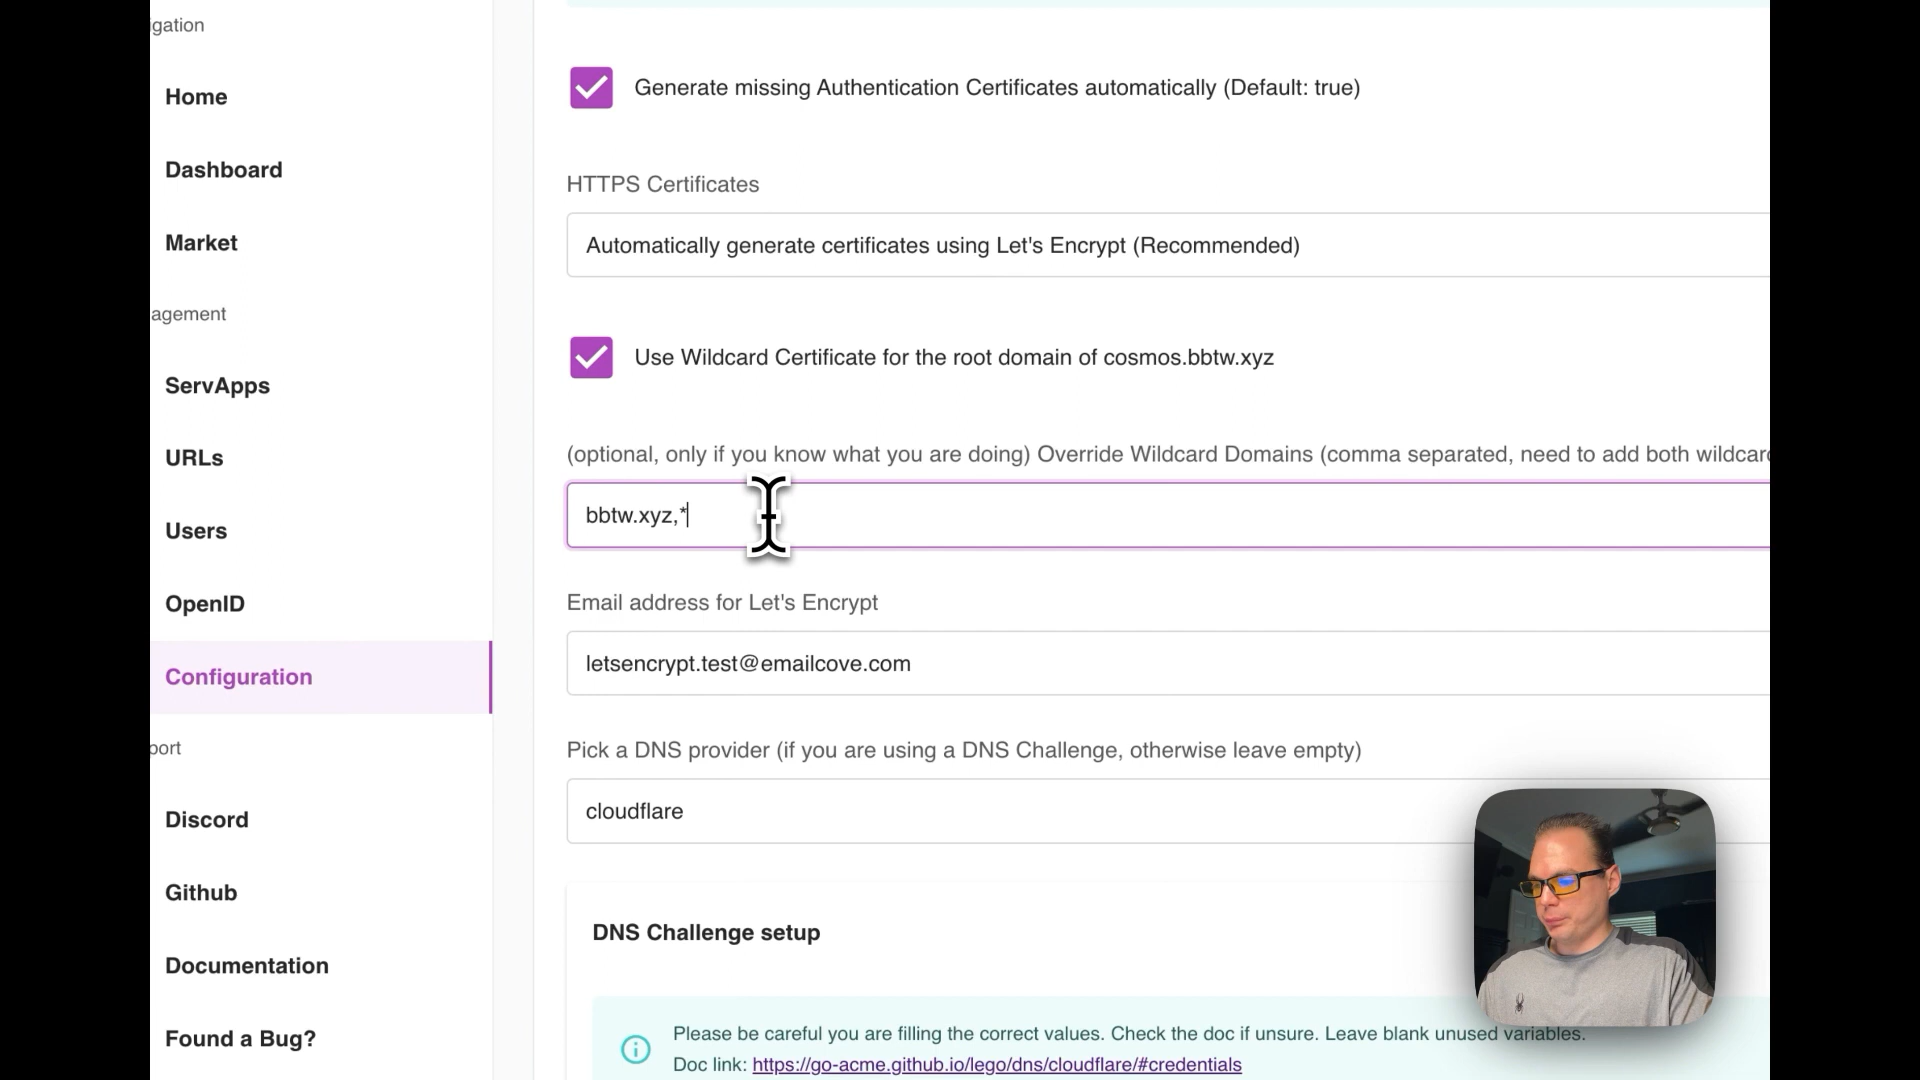 igation
Home
Dashboard
Market
agement
ServApps
URLs
Users
OpenID
Configuration
port
Discord
Github
Documentation
Found a Bug?
Generate missing Authentication Certificates automatically (Default: true)
HTTPS Certificates
Automatically generate certificates using Let's Encrypt (Recommended)
Use Wildcard Certificate for the root domain of cosmos.bbtw.xyz
(optional, only if you know what you are doing) Override Wildcard Domains (comma separated, need to add both wildcard
bbtw.xyz,*
Email address for Let's Encrypt
letsencrypt.test@emailcove.com
Pick a DNS provider (if you are using a DNS Challenge, otherwise leave empty)
cloudflare
DNS Challenge setup
Please be careful you are filling the correct values. Check the doc if unsure. Leave blank unused variables.
Doc link: https://go-acme.github.io/lego/dns/cloudflare/#credentials